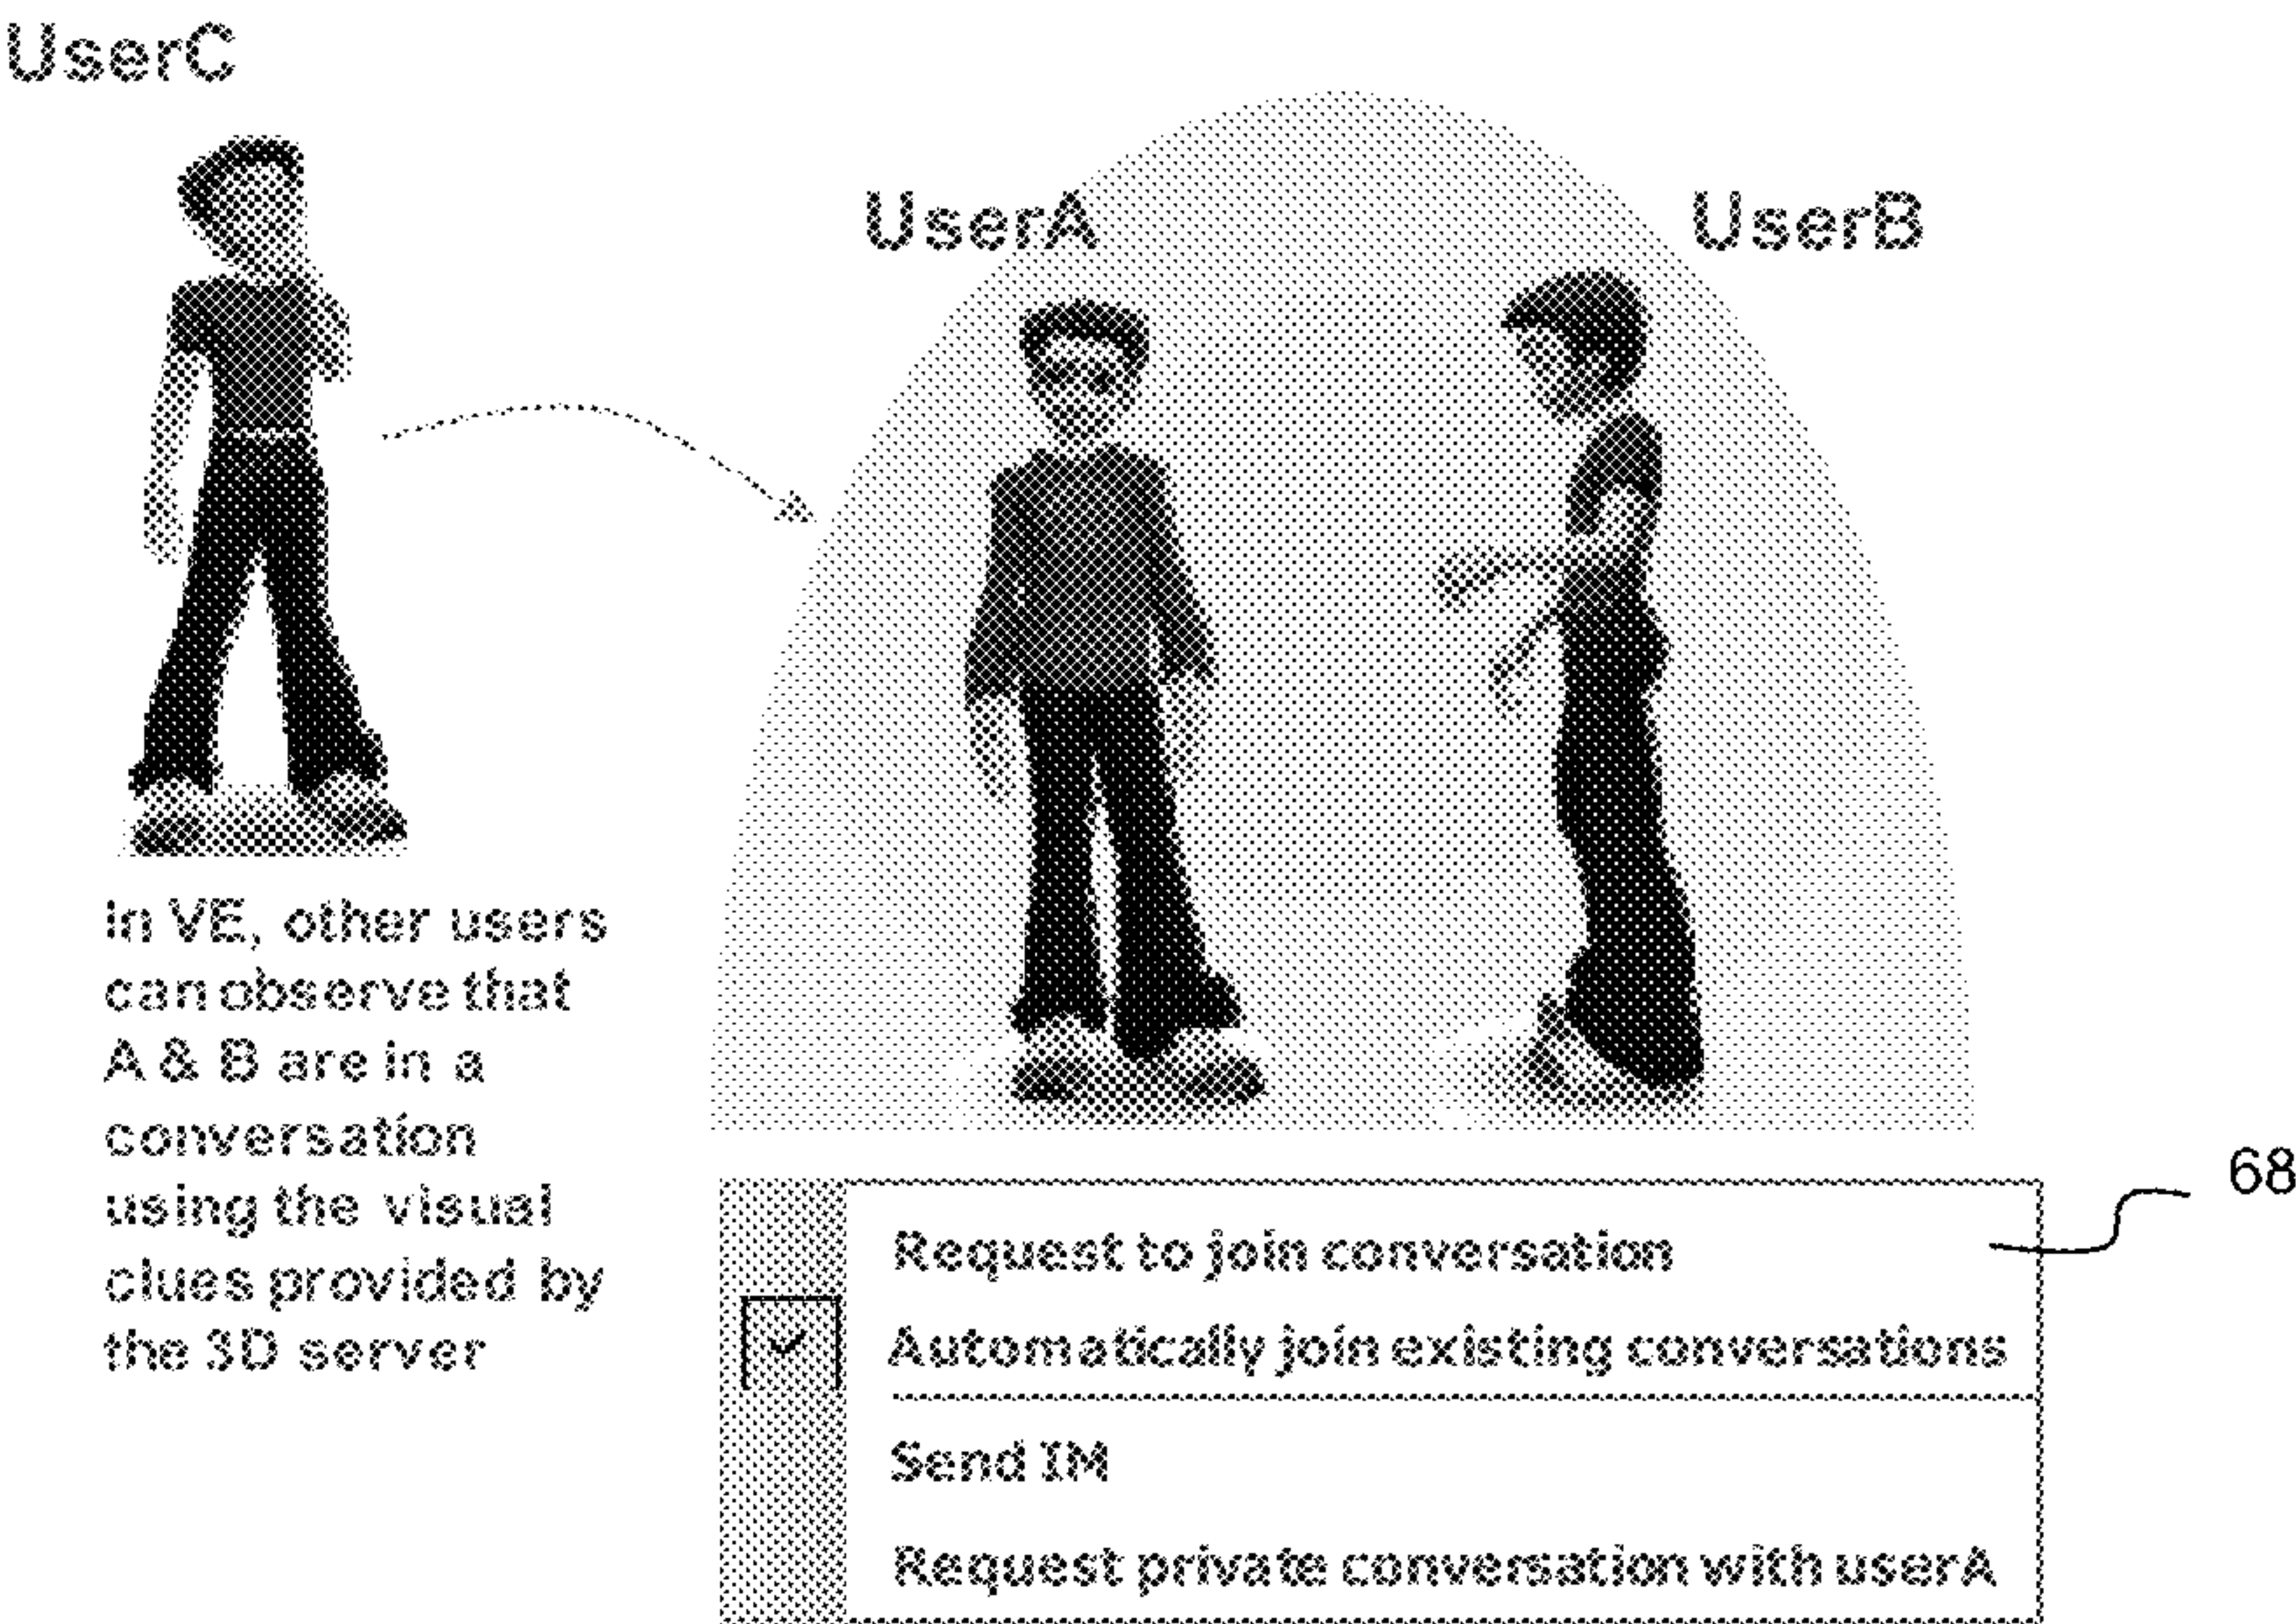 UserC
UserA
UserB
In VE, other users
can observe that
A & B are in a
conversation
using the visual
clues provided by
the 3D server
68
Request to join conversation
Automatically join existing conversations
Send IM
Request private conversation with userA